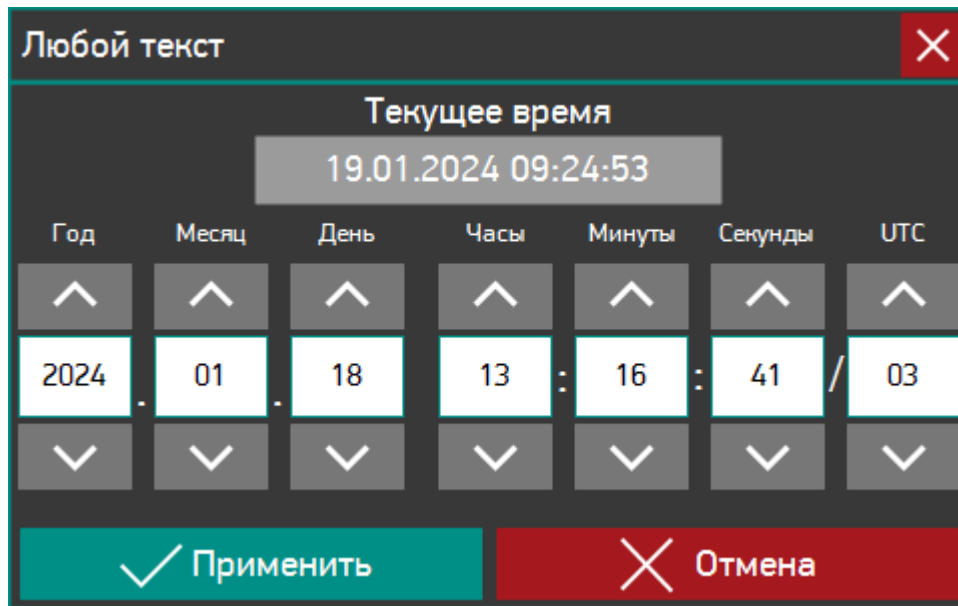 Любой текст
Текущее время
19.01.2024 09:24:53
Год Месяц День Часы Минуты Секунды UTC
2024 . 01 . 18 13 : 16 : 41 / 03
Применить Отмена